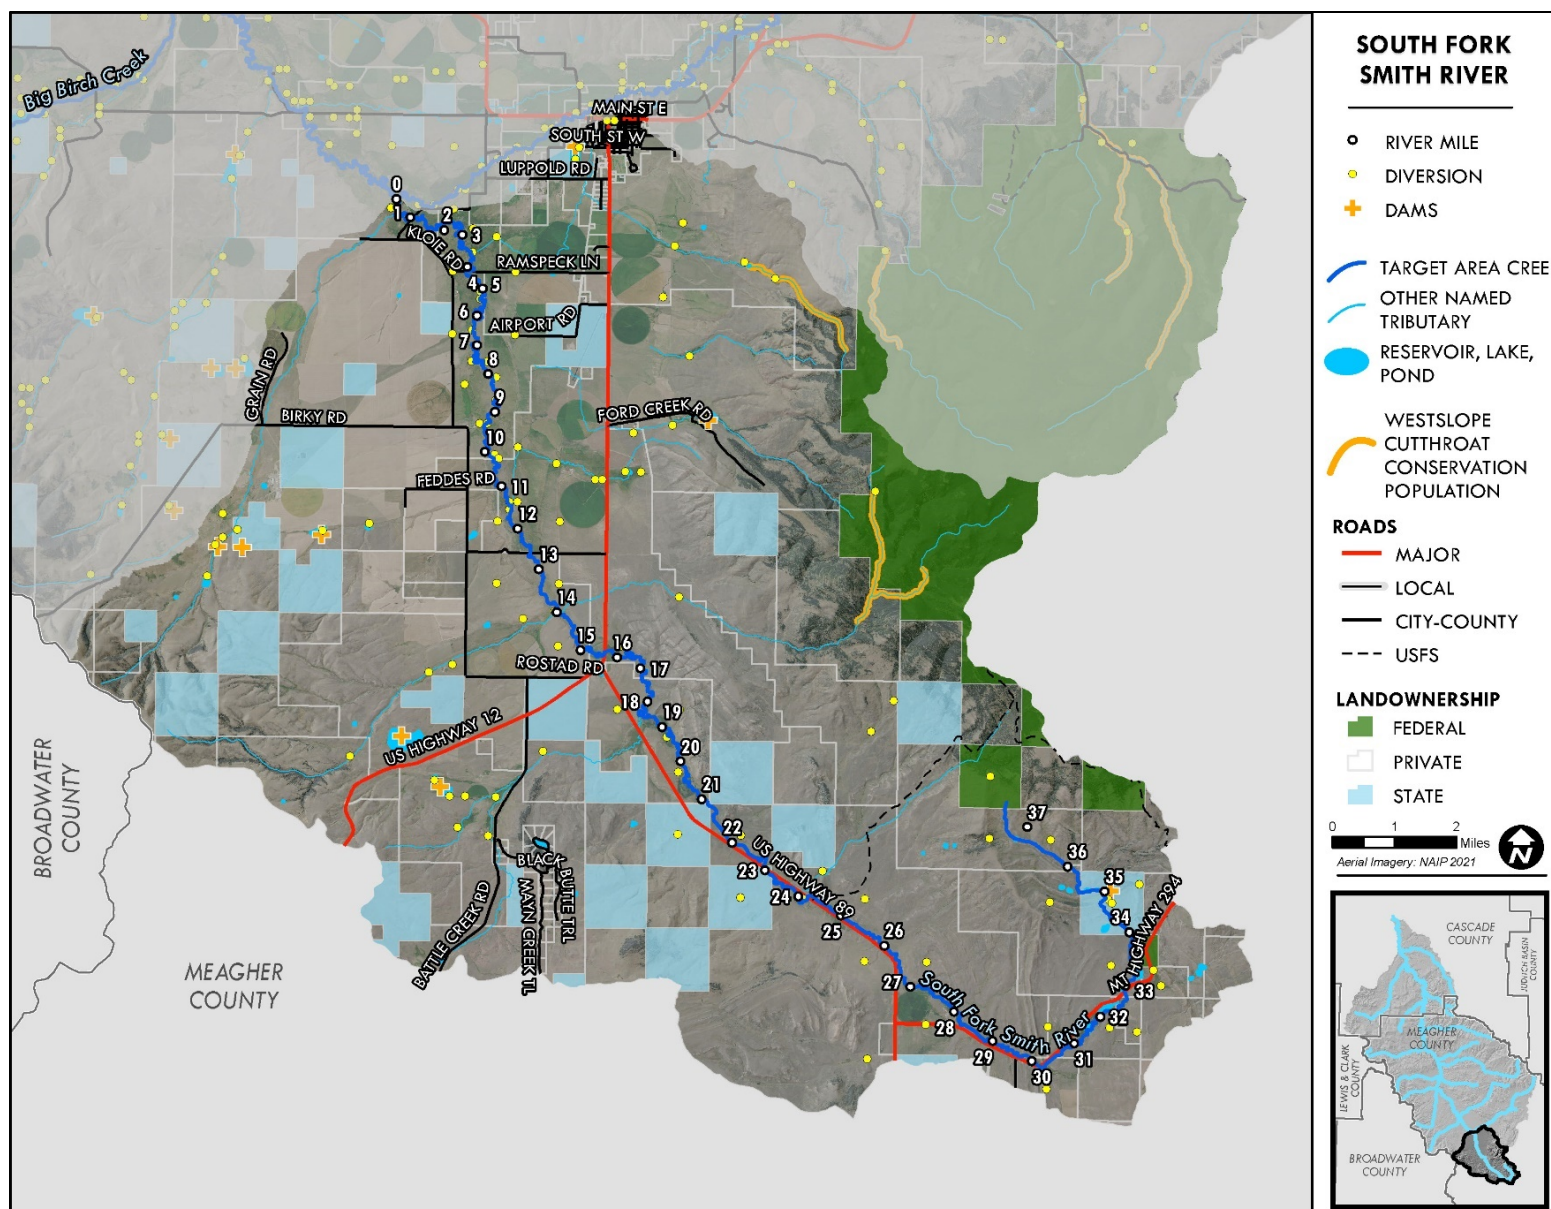 Big Birch Creek
MAIN ST E
SOUTH ST W
LUPPOLD RD
0
1
2
3
KLOIE RD
RAMSPECK LN
4
5
6
AIRPORT RD
7
8
GRAIN RD
9
BIRKY RD
FORD CREEK RD
10
FEDDES RD
11
12
13
14
15
16
ROSTAD RD
17
18
19
US HIGHWAY 12
20
21
22
US HIGHWAY 89
23
24
25
26
27
28
29
30
31
32
33
34
35
36
37
BLACK BUTTE TRL
MAYN CREEK TL
BATTLE CREEK RD
South Fork Smith River
MT HIGHWAY 294
BROADWATER
COUNTY
MEAGHER
COUNTY
SOUTH FORK
SMITH RIVER
RIVER MILE
DIVERSION
DAMS
TARGET AREA CREE
OTHER NAMED
TRIBUTARY
RESERVOIR, LAKE,
POND
WESTSLOPE
CUTTHROAT
CONSERVATION
POPULATION
ROADS
MAJOR
LOCAL
CITY-COUNTY
USFS
LANDOWNERSHIP
FEDERAL
PRIVATE
STATE
0 1 2
Miles
Aerial Imagery: NAIP 2021
N
CASCADE
COUNTY
JUDITH BASIN
COUNTY
MEAGHER
COUNTY
LEWIS & CLARK
COUNTY
BROADWATER
COUNTY